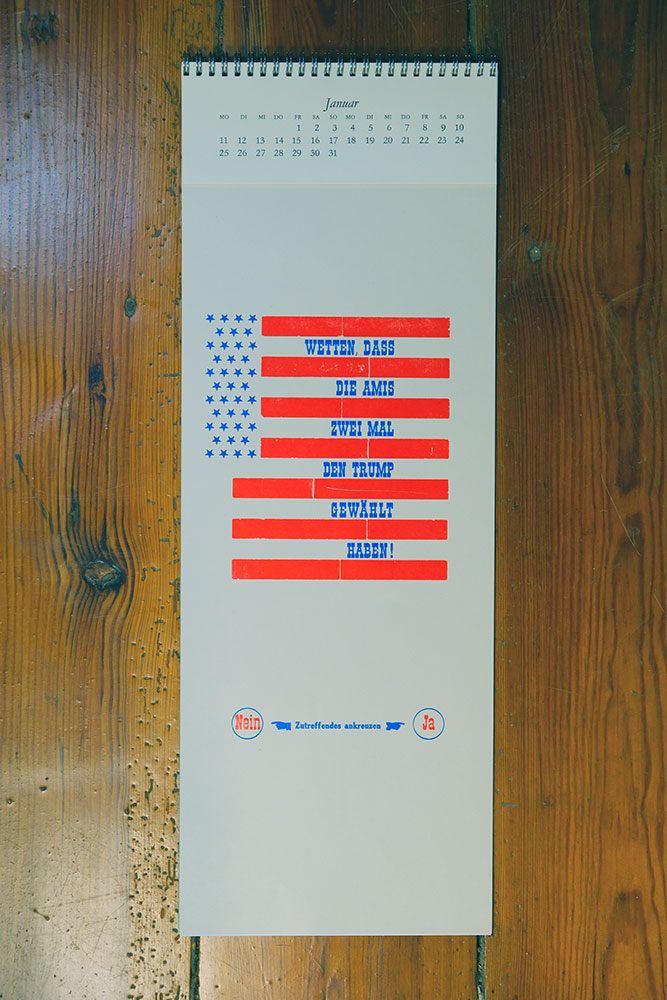 Januar
MO DI MI DO FR SA SO MO DI MI DO FR SA SO
1 2 3 4 5 6 7 8 9 10
11 12 13 14 15 16 17 18 19 20 21 22 23 24
25 26 27 28 29 30 31
WETTEN, DASS
DIE AMIS
ZWEI MAL
DEN TRUMP
GEWÄHLT
HABEN!
Nein Zutreffendes ankreuzen Ja